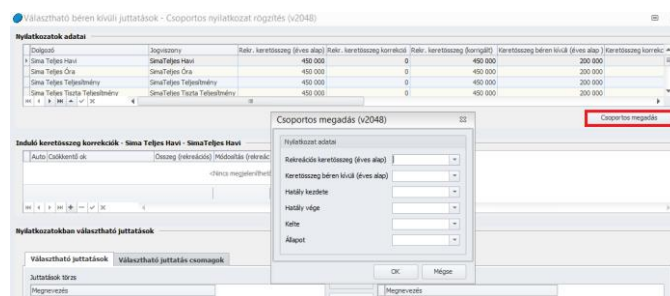 Választható béren kívüli juttatások - Csoportos nyilatkozat rögzítés (v2048)
Nyilatkozatok adatai
Dolgozó Jogviszony Rekr. keretösszeg (éves alap) Rekr. keretösszeg korrekció Rekr. keretösszeg (korrigált) Keretösszeg béren kívüli (éves alap ) Keretösszeg korrekc
Sima Teljes Havi SimaTeljes Havi 450 000 0 450 000 200 000
Sima Teljes Óra SimaTeljes Óra 450 000 0 450 000 200 000
Sima Teljes Teljesítmény SimaTeljes Teljesítmény 450 000 0 450 000 200 000
Sima Teljes Tiszta Teljesítmény SimaTeljes Tiszta Teljesítmény 450 000 0 450 000 200 000
Csoportos megadás
Csoportos megadás (v2048)
Induló keretösszeg korrekciók - Sima Teljes Havi - SimaTeljes Havi
Auto Csökkentő ok Összeg (rekreációs) Módosítás (rekreác
<Nincs megjeleníthető
Nyilatkozat adatai
Rekreációs keretösszeg (éves alap)
Keretösszeg béren kívüli (éves alap)
Hatály kezdete
Hatály vége
Kelte
Állapot
OK Mégse
Nyilatkozatokban választható juttatások
Választható juttatások Választható juttatás csomagok
Juttatások törzs
Megnevezés Megnevezés